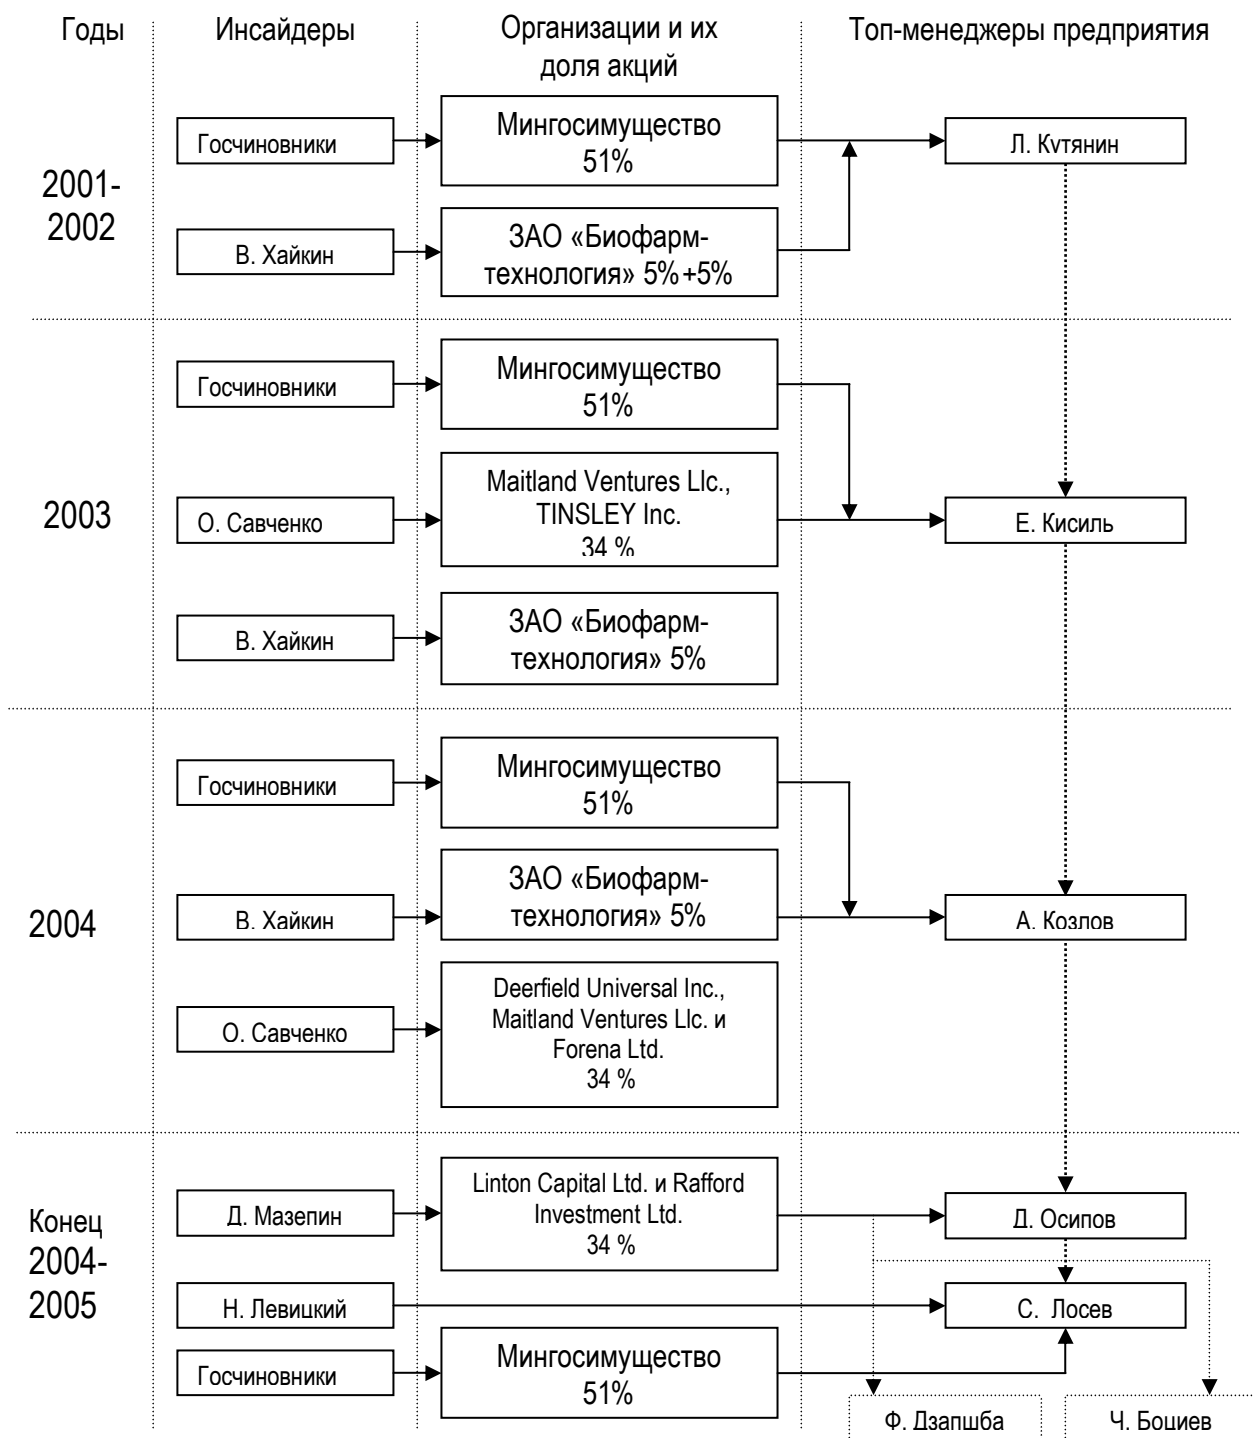 Годы
Инсайдеры
Организации и их
доля акций
Топ-менеджеры предприятия
2001-
2002
Госчиновники
Мингосимущество
51%
Л. Кутянин
В. Хайкин
ЗАО «Биофарм-
технология» 5%+5%
2003
Госчиновники
Мингосимущество
51%
О. Савченко
Maitland Ventures Llc.,
TINSLEY Inc.
34 %
Е. Кисиль
В. Хайкин
ЗАО «Биофарм-
технология» 5%
2004
Госчиновники
Мингосимущество
51%
В. Хайкин
ЗАО «Биофарм-
технология» 5%
А. Козлов
О. Савченко
Deerfield Universal Inc.,
Maitland Ventures Llc. и
Forena Ltd.
34 %
Конец
2004-
2005
Д. Мазепин
Linton Capital Ltd. и Rafford
Investment Ltd.
34 %
Д. Осипов
Н. Левицкий
С. Лосев
Госчиновники
Мингосимущество
51%
Ф. Дзапшба
Ч. Боциев